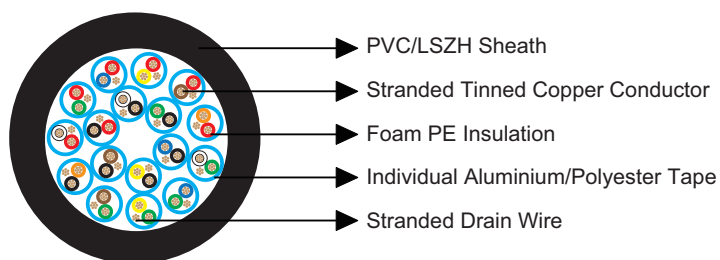 PVC/LSZH Sheath
Stranded Tinned Copper Conductor
Foam PE Insulation
Individual Aluminium/Polyester Tape
Stranded Drain Wire